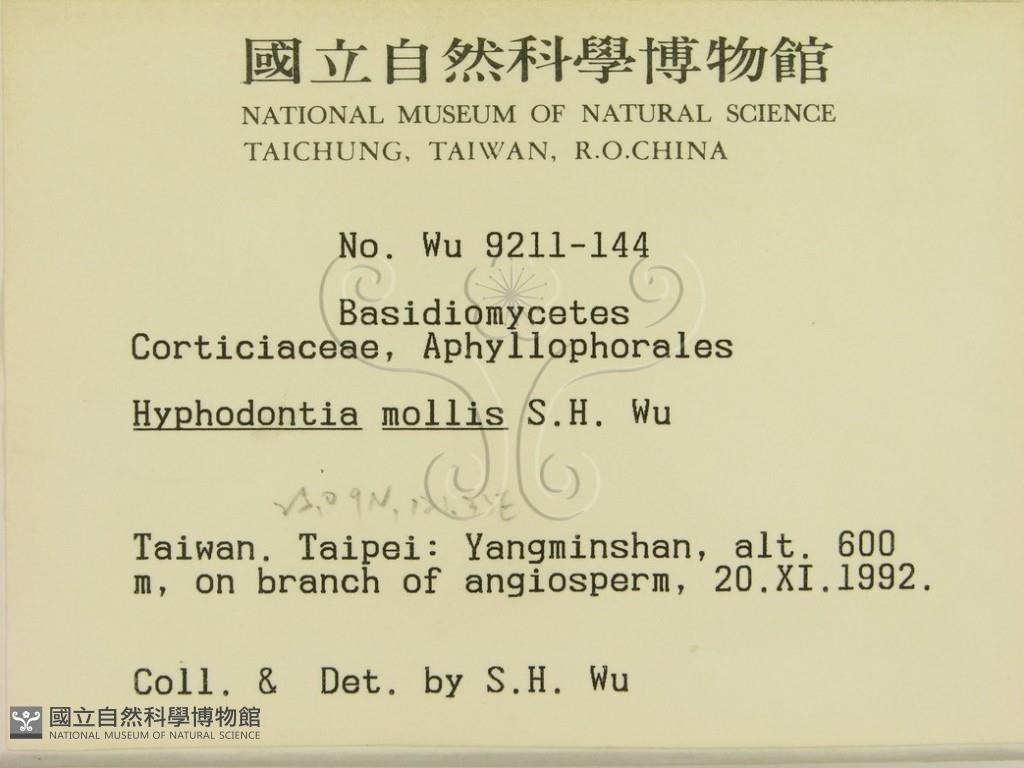 國立自然科學博物館
NATIONAL MUSEUM OF NATURAL SCIENCE
TAICHUNG, TAIWAN, R.O.CHINA
No. Wu 9211-144
Basidiomycetes
Corticiaceae, Aphyllophorales
Hyphodontia mollis S.H. Wu
Taiwan. Taipei: Yangminshan, alt. 600
m, on branch of angiosperm, 20.XI.1992.
Coll. & Det. by S.H. Wu
國立自然科學博物館
NATIONAL MUSEUM OF NATURAL SCIENCE